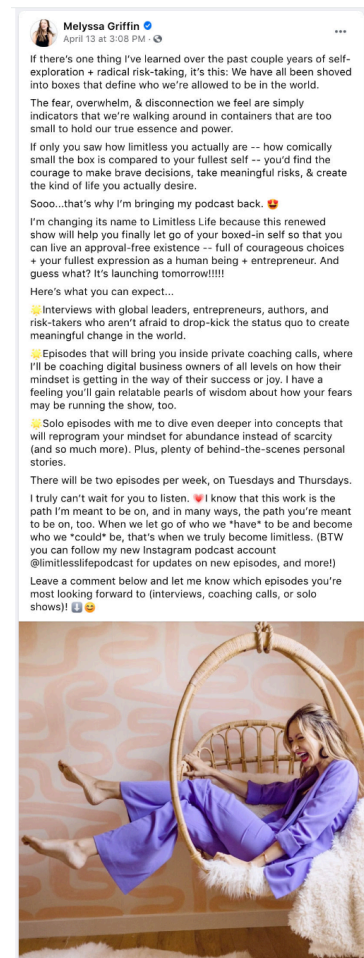 Melyssa Griffin
April 13 at 3:08 PM ·
If there's one thing I've learned over the past couple years of self-
exploration + radical risk-taking, it's this: We have all been shoved
into boxes that define who we're allowed to be in the world.
The fear, overwhelm, & disconnection we feel are simply
indicators that we're walking around in containers that are too
small to hold our true essence and power.
If only you saw how limitless you actually are -- how comically
small the box is compared to your fullest self -- you'd find the
courage to make brave decisions, take meaningful risks, & create
the kind of life you actually desire.
Sooo...that's why I'm bringing my podcast back. 🤩
I'm changing its name to Limitless Life because this renewed
show will help you finally let go of your boxed-in self so that you
can live an approval-free existence -- full of courageous choices
+ your fullest expression as a human being + entrepreneur. And
guess what? It's launching tomorrow!!!!!
Here's what you can expect...
🌟Interviews with global leaders, entrepreneurs, authors, and
risk-takers who aren't afraid to drop-kick the status quo to create
meaningful change in the world.
🌟Episodes that will bring you inside private coaching calls, where
I'll be coaching digital business owners of all levels on how their
mindset is getting in the way of their success or joy. I have a
feeling you'll gain relatable pearls of wisdom about how your fears
may be running the show, too.
🌟Solo episodes with me to dive even deeper into concepts that
will reprogram your mindset for abundance instead of scarcity
(and so much more). Plus, plenty of behind-the-scenes personal
stories.
There will be two episodes per week, on Tuesdays and Thursdays.
I truly can't wait for you to listen. 💗I know that this work is the
path I'm meant to be on, and in many ways, the path you're meant
to be on, too. When we let go of who we *have* to be and become
who we *could* be, that's when we truly become limitless. (BTW
you can follow my new Instagram podcast account
@limitlesslifepodcast for updates on new episodes, and more!)
Leave a comment below and let me know which episodes you're
most looking forward to (interviews, coaching calls, or solo
shows)! ⬇️😄